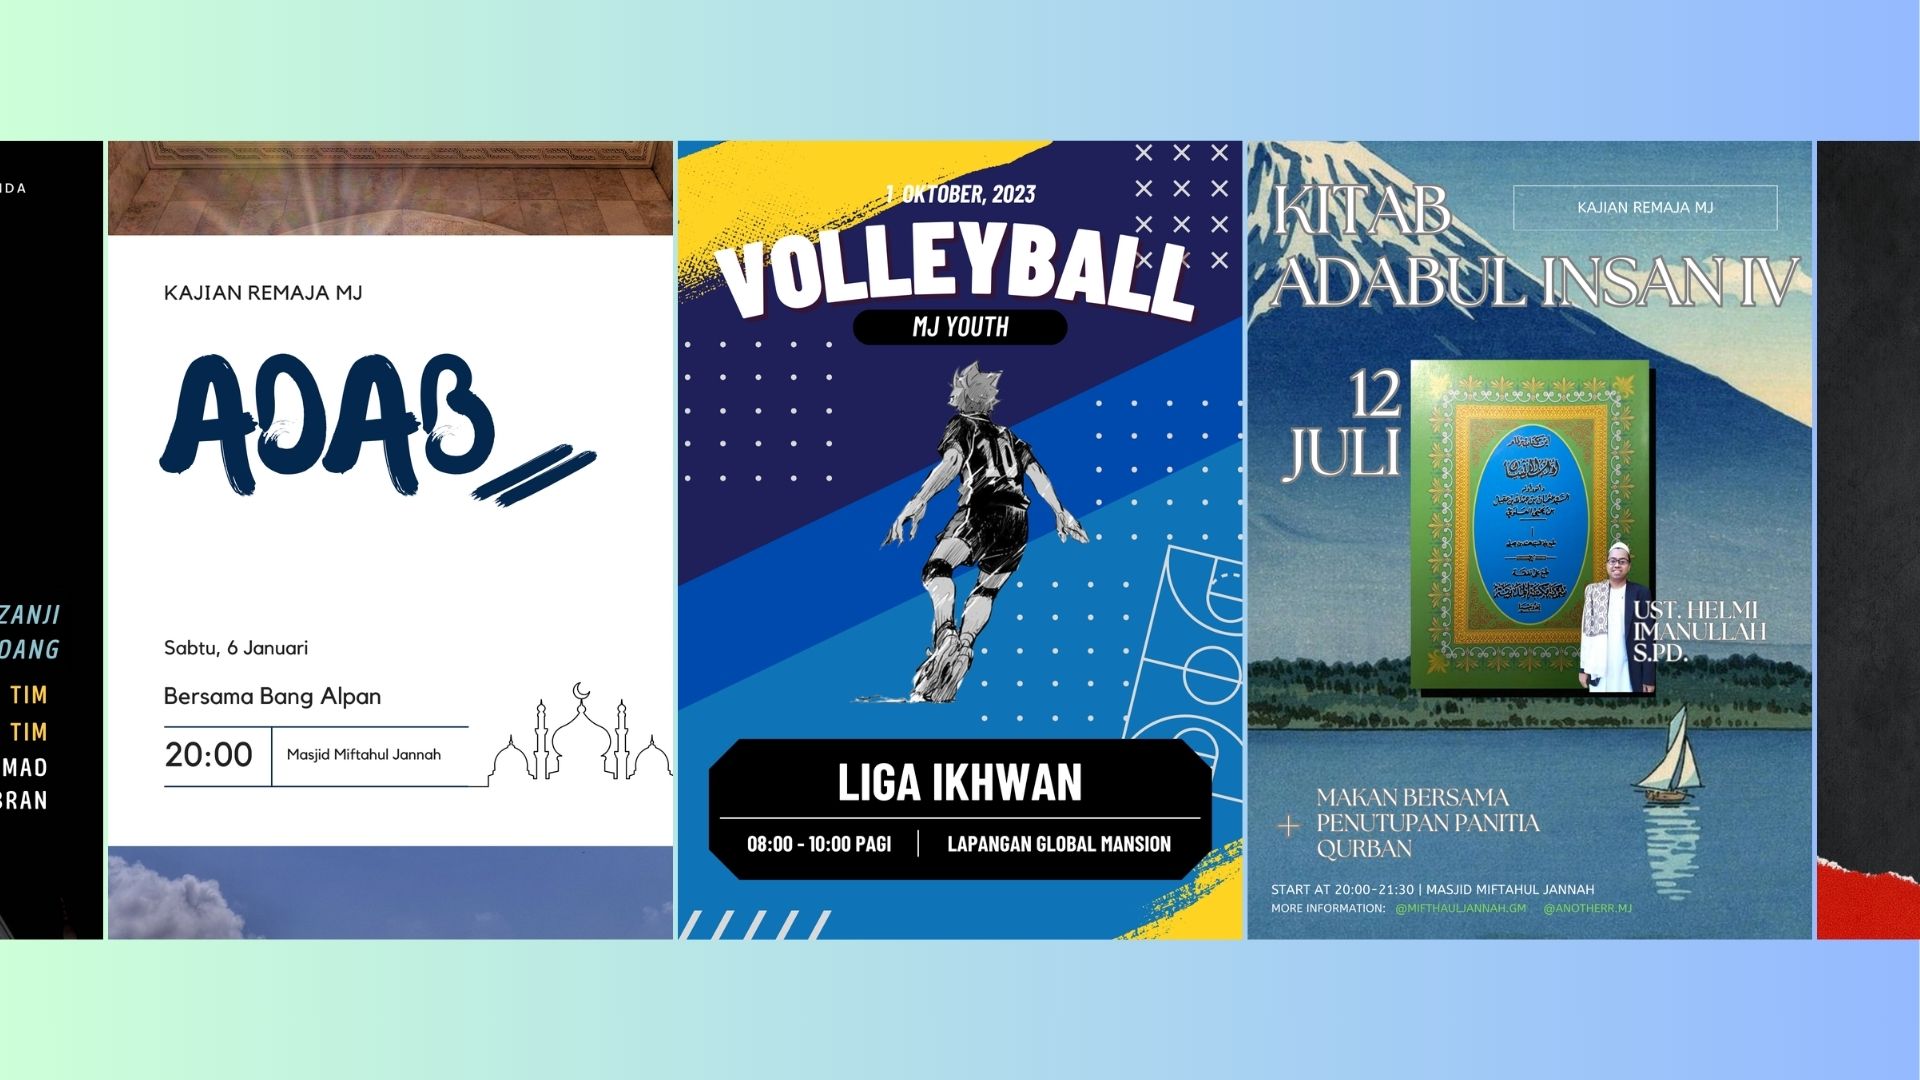 NDA
ZANJI
DANG
TIM
TIM
MAD
BRAN
KAJIAN REMAJA MJ
ADAB
Sabtu, 6 Januari
Bersama Bang Alpan
20:00
Masjid Miftahul Jannah
1 OKTOBER, 2023
VOLLEYBALL
MJ YOUTH
10
LIGA IKHWAN
08:00 - 10:00 PAGI
LAPANGAN GLOBAL MANSION
KITAB
KAJIAN REMAJA MJ
ADABUL INSAN IV
12
JULI
UST. HELMI
IMANULLAH
S.PD.
+ MAKAN BERSAMA
PENUTUPAN PANITIA
QURBAN
START AT 20:00-21:30 | MASJID MIFTAHUL JANNAH
MORE INFORMATION: @MIFTHAULJANNAH.GM @ANOTHERR.MJ